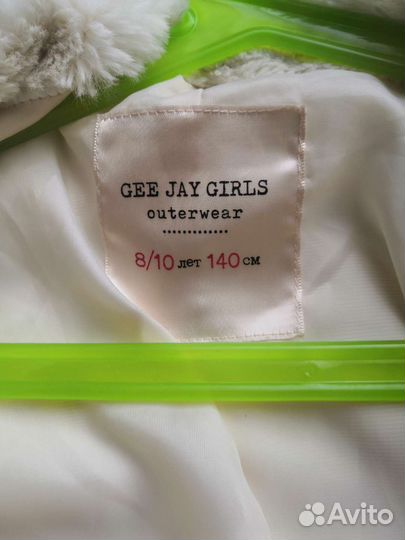 GEE JAY GIRLS
outerwear
8/10 лет 140 см
Avito